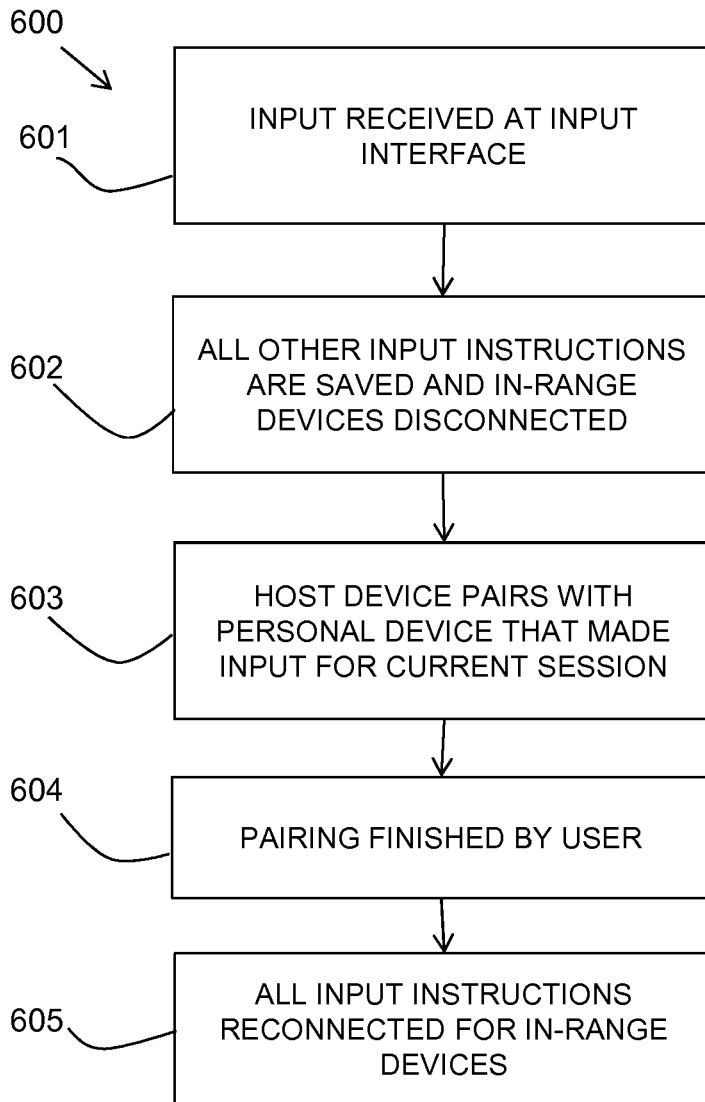 600
601
INPUT RECEIVED AT INPUT
INTERFACE
602
ALL OTHER INPUT INSTRUCTIONS
ARE SAVED AND IN-RANGE
DEVICES DISCONNECTED
603
HOST DEVICE PAIRS WITH
PERSONAL DEVICE THAT MADE
INPUT FOR CURRENT SESSION
604
PAIRING FINISHED BY USER
605
ALL INPUT INSTRUCTIONS
RECONNECTED FOR IN-RANGE
DEVICES